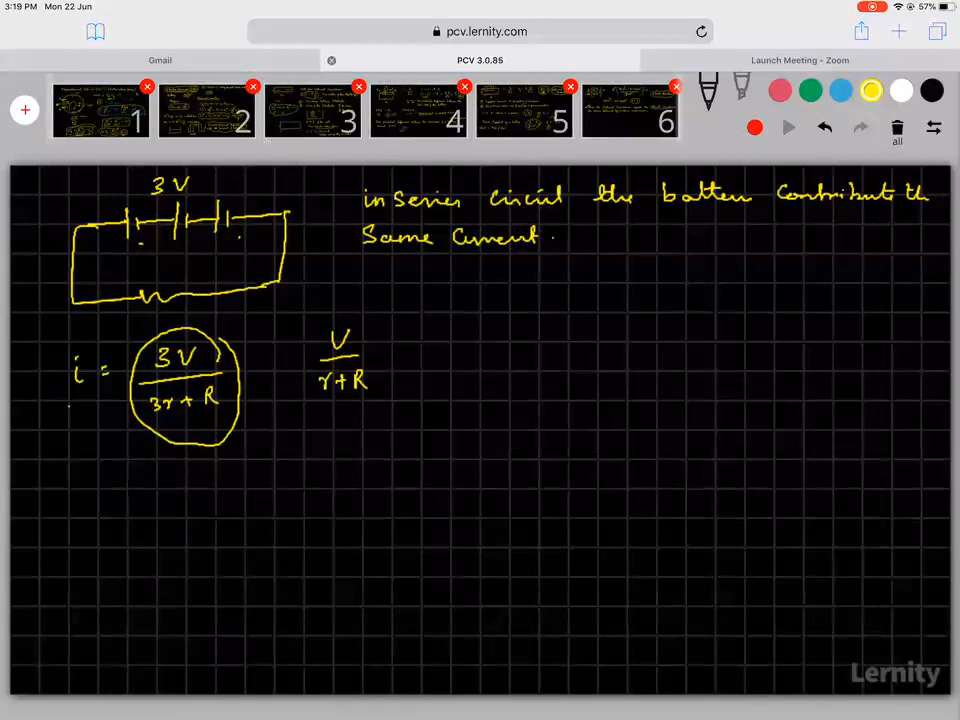 3:19 PM Mon 22 Jun
57%
pcv.lernity.com
Gmail
PCV 3.0.85
Launch Meeting - Zoom
1
2
3
4
5
6
all
3 V
in series circuit the batteries contribute the
Same Current.
i = 3V / 3r + R
V / r + R
Lernity